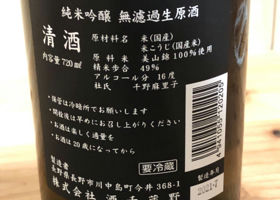 純米吟醸 無濾過生原酒
清酒
内容量720㎖
原材料名 米(国産)
米こうじ(国産米)
原料米 美山錦100%使用
精米歩合 49%
アルコール分 16度
杜氏 千野麻里子
・保管は冷暗所でお願いします
・開栓後は早めにお召し上がりください
・お酒は楽しく適量を
・お酒は20歳になってから
要冷蔵
製造者
長野県長野市川中島町今井368-1
株式会社 酒千蔵野
製造年月
2021.7